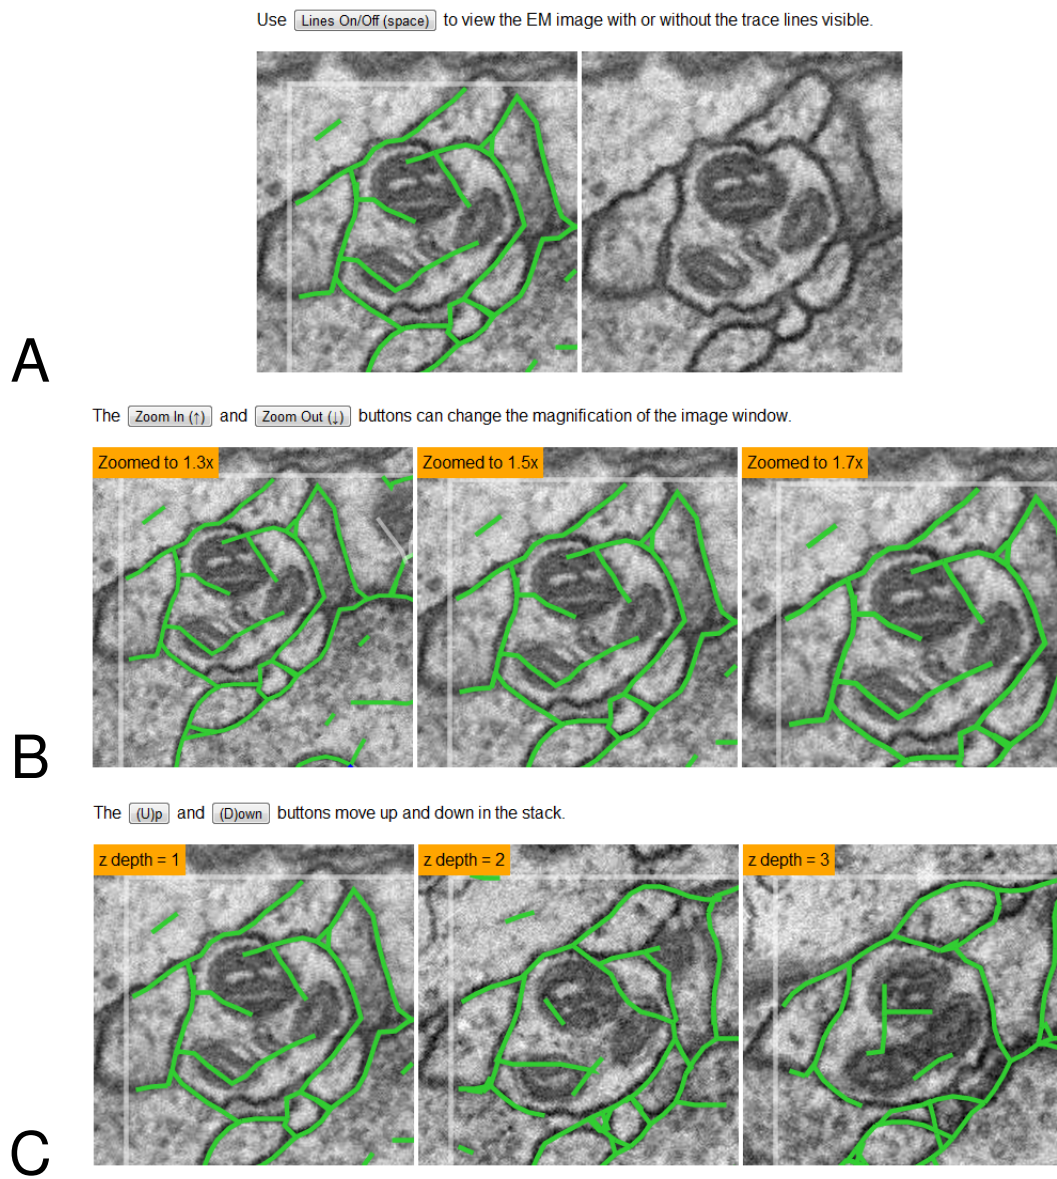 Use Lines On/Off (space) to view the EM image with or without the trace lines visible.
A
The Zoom In (↑) and Zoom Out (↓) buttons can change the magnification of the image window.
Zoomed to 1.3x Zoomed to 1.5x Zoomed to 1.7x
B
The (U)p and (D)own buttons move up and down in the stack.
z depth = 1 z depth = 2 z depth = 3
C